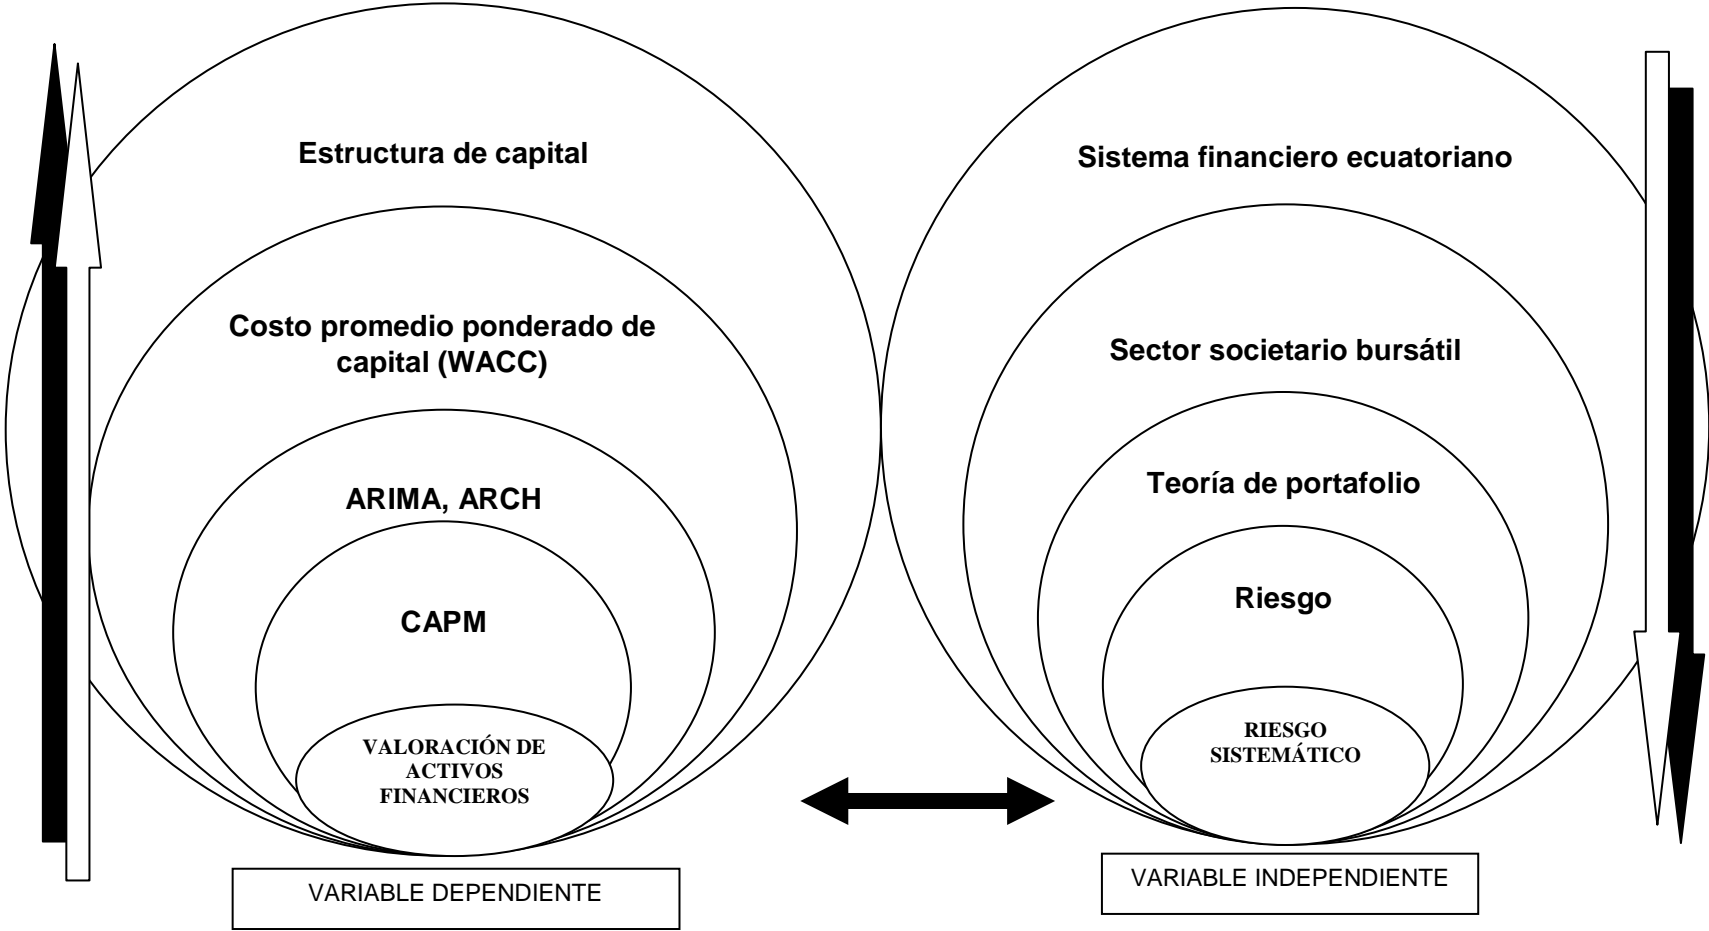 Estructura de capital
Costo promedio ponderado de
capital (WACC)
ARIMA, ARCH
CAPM
VALORACIÓN DE
ACTIVOS
FINANCIEROS
VARIABLE DEPENDIENTE
Sistema financiero ecuatoriano
Sector societario bursátil
Teoría de portafolio
Riesgo
RIESGO
SISTEMÁTICO
VARIABLE INDEPENDIENTE